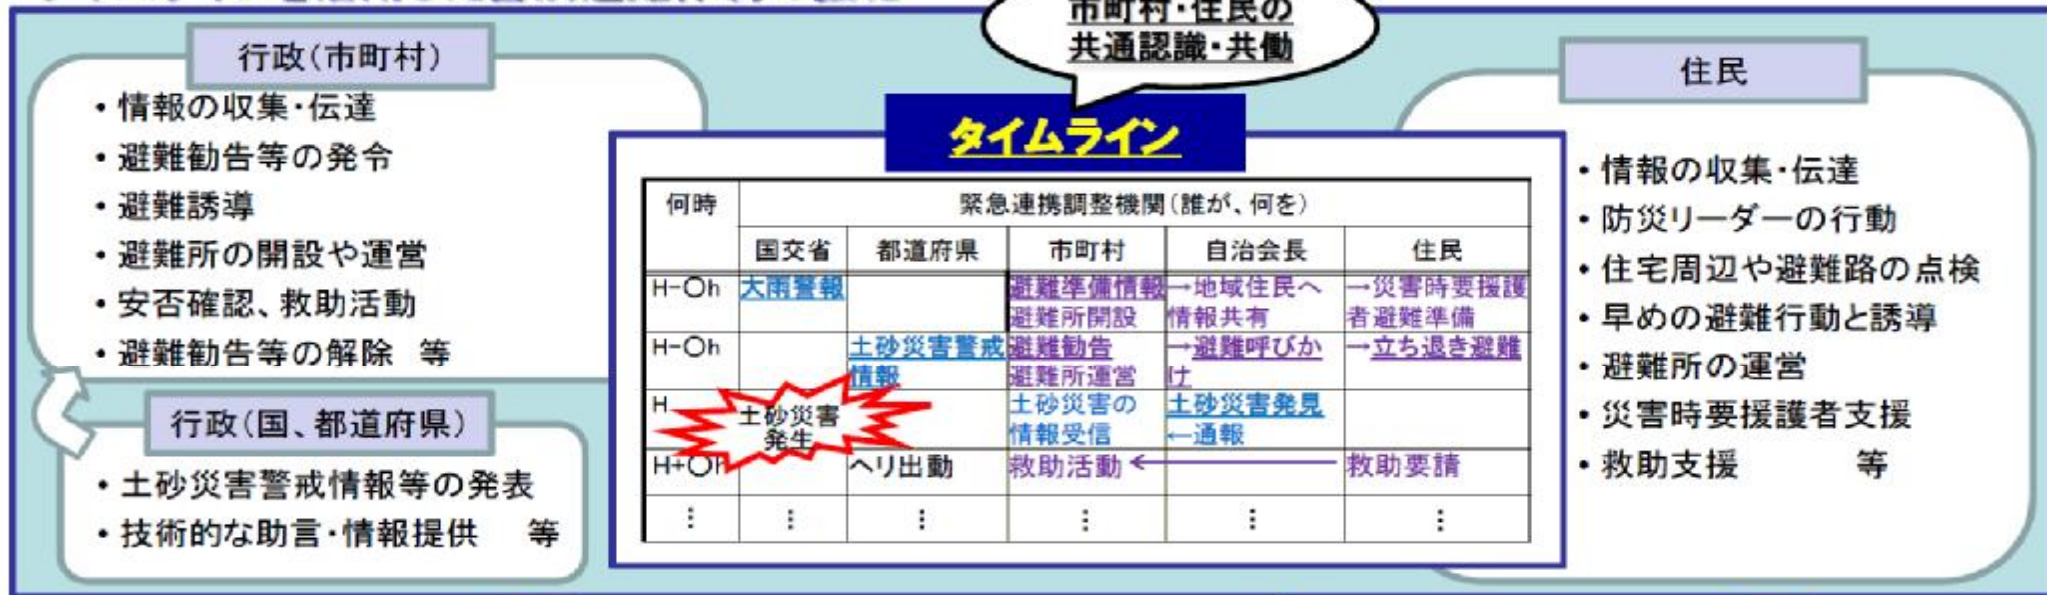 市町村・住民の
共通認識・共働
行政(市町村)
・情報の収集・伝達
・避難勧告等の発令
・避難誘導
・避難所の開設や運営
・安否確認、救助活動
・避難勧告等の解除 等
行政(国、都道府県)
・土砂災害警戒情報等の発表
・技術的な助言・情報提供 等
タイムライン
何時 緊急連携調整機関(誰が、何を)
国交省 都道府県 市町村 自治会長 住民
H-〇h 大雨警報 避難準備情報 →地域住民へ →災害時要援護
避難所開設 情報共有 者避難準備
H-〇h 土砂災害警戒 避難勧告 →避難呼びか →立ち退き避難
情報 避難所運営 け
H 土砂災害 土砂災害の 土砂災害発見
発生 情報受信 ←通報
H+〇h ヘリ出動 救助活動 ← 救助要請
⋮ ⋮ ⋮ ⋮ ⋮ ⋮
住民
・情報の収集・伝達
・防災リーダーの行動
・住宅周辺や避難路の点検
・早めの避難行動と誘導
・避難所の運営
・災害時要援護者支援
・救助支援 等